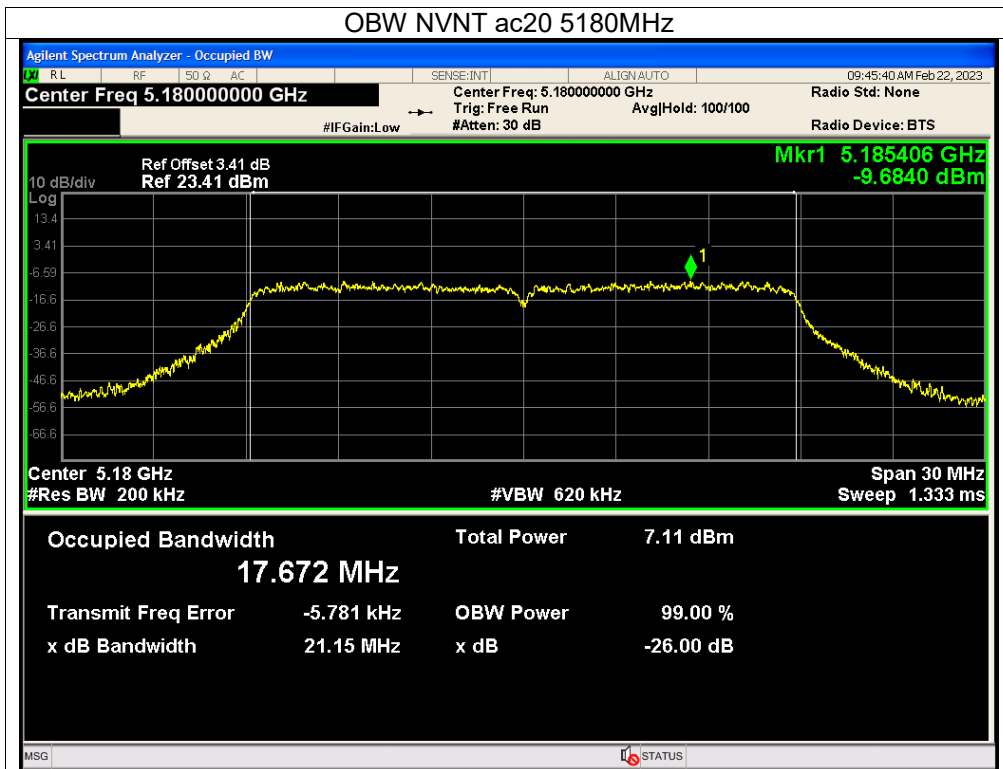 OBW NVNT ac20 5180MHz
Agilent Spectrum Analyzer - Occupied BW
LXI RL RF 50 Ω AC SENSE:INT ALIGN AUTO 09:45:40 AM Feb 22, 2023
Center Freq 5.180000000 GHz Center Freq: 5.180000000 GHz Radio Std: None
Trig: Free Run Avg|Hold: 100/100
#IFGain:Low #Atten: 30 dB Radio Device: BTS
Mkr1 5.185406 GHz
-9.6840 dBm
Ref Offset 3.41 dB
10 dB/div Ref 23.41 dBm
Log
13.4
3.41
-6.59
-16.6
-26.6
-36.6
-46.6
-56.6
-66.6
1
Center 5.18 GHz Span 30 MHz
#Res BW 200 kHz #VBW 620 kHz Sweep 1.333 ms
Occupied Bandwidth Total Power 7.11 dBm
17.672 MHz
Transmit Freq Error -5.781 kHz OBW Power 99.00 %
x dB Bandwidth 21.15 MHz x dB -26.00 dB
MSG STATUS